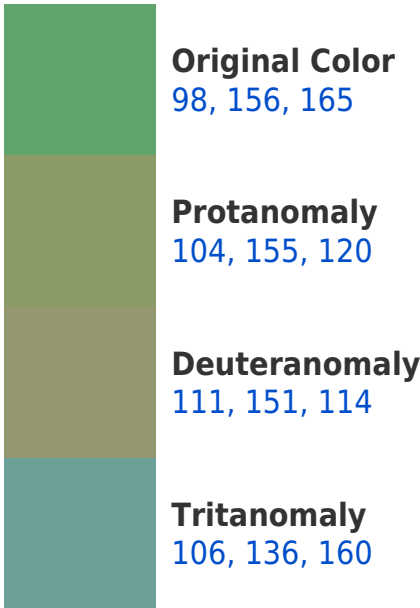 Original Color
98, 156, 165
Protanomaly
104, 155, 120
Deuteranomaly
111, 151, 114
Tritanomaly
106, 136, 160